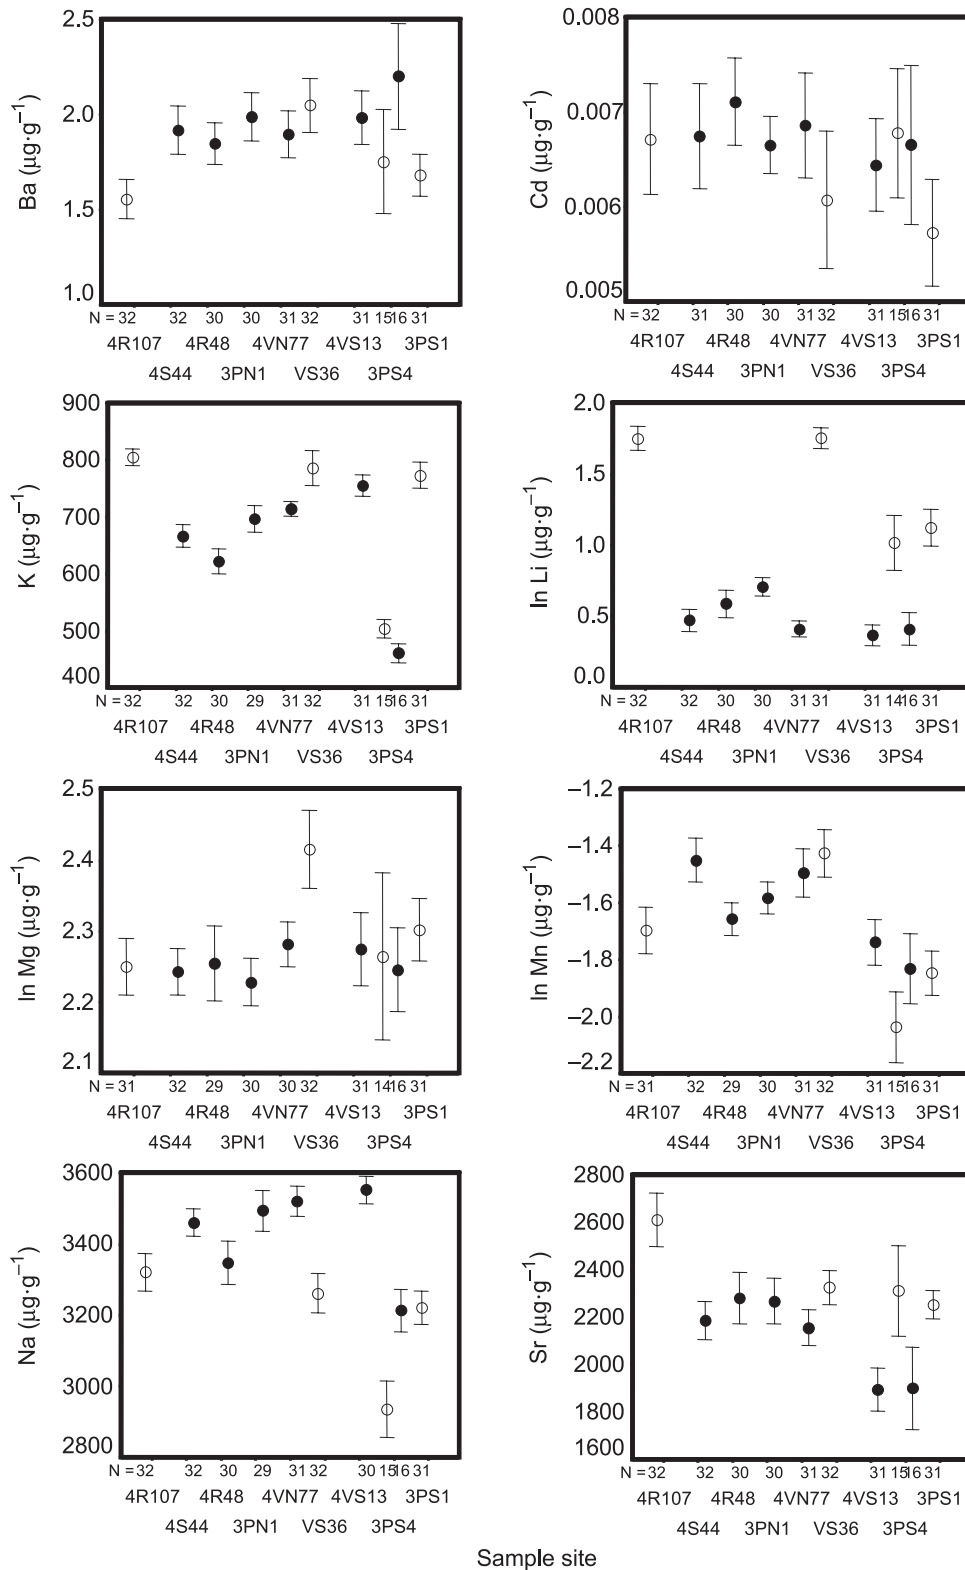 Ba (µg·g⁻¹)
2.5
2.0
1.5
1.0
N = 32 32 30 30 31 32 31 15 16 31
4R107 4R48 4VN77 4VS13 3PS1
4S44 3PN1 VS36 3PS4
Cd (µg·g⁻¹)
0.008
0.007
0.006
0.005
N = 32 31 30 30 31 32 31 15 16 31
4R107 4R48 4VN77 4VS13 3PS1
4S44 3PN1 VS36 3PS4
K (µg·g⁻¹)
900
800
700
600
500
400
N = 32 32 30 29 31 32 31 15 16 31
4R107 4R48 4VN77 4VS13 3PS1
4S44 3PN1 VS36 3PS4
ln Li (µg·g⁻¹)
2.0
1.5
1.0
0.5
0.0
N = 32 32 30 30 31 31 31 14 16 31
4R107 4R48 4VN77 4VS13 3PS1
4S44 3PN1 VS36 3PS4
ln Mg (µg·g⁻¹)
2.5
2.4
2.3
2.2
2.1
N = 31 32 29 30 30 32 31 14 16 31
4R107 4R48 4VN77 4VS13 3PS1
4S44 3PN1 VS36 3PS4
ln Mn (µg·g⁻¹)
–1.2
–1.4
–1.6
–1.8
–2.0
–2.2
N = 31 32 29 30 31 32 31 15 16 31
4R107 4R48 4VN77 4VS13 3PS1
4S44 3PN1 VS36 3PS4
Na (µg·g⁻¹)
3600
3400
3200
3000
2800
N = 32 32 30 29 31 32 30 15 16 31
4R107 4R48 4VN77 4VS13 3PS1
4S44 3PN1 VS36 3PS4
Sr (µg·g⁻¹)
2800
2600
2400
2200
2000
1800
1600
N = 32 32 30 30 31 32 31 15 16 31
4R107 4R48 4VN77 4VS13 3PS1
4S44 3PN1 VS36 3PS4
Sample site